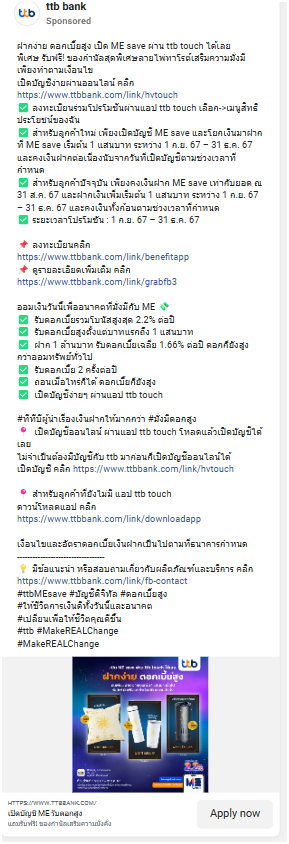 ttb bank
Sponsored
ฝากง่าย ดอกเบี้ยสูง เปิด ME save ผ่าน ttb touch ได้เลย
พิเศษ รับฟรี! ของกำนัลสุดพิเศษลายไพ่ทาโรต์เสริมความมั่งมี
เพียงทำตามเงื่อนไข
เปิดบัญชีง่ายผ่านออนไลน์ คลิก
https://www.ttbbank.com/link/hvtouch
✅ ลงทะเบียนร่วมโปรโมชันผ่านแอป ttb touch เลือก->เมนูสิทธิ
ประโยชน์ของฉัน
✅ สำหรับลูกค้าใหม่ เพียงเปิดบัญชี ME save และโยกเงินมาฝาก
ที่ ME save เริ่มต้น 1 แสนบาท ระหว่าง 1 ก.ย. 67 – 31 ธ.ค. 67
และคงเงินฝากต่อเนื่องนับจากวันที่เปิดบัญชีตามช่วงเวลาที่
กำหนด
✅ สำหรับลูกค้าปัจจุบัน เพียงคงเงินฝาก ME save เท่ากับยอด ณ
31 ส.ค. 67 และฝากเงินเพิ่มเริ่มต้น 1 แสนบาท ระหว่าง 1 ก.ย. 67
– 31 ธ.ค. 67 และคงเงินทั้งก้อนตามช่วงเวลาที่กำหนด
✅ ระยะเวลาโปรโมชัน : 1 ก.ย. 67 – 31 ธ.ค. 67
📌 ลงทะเบียนคลิก
https://www.ttbbank.com/link/benefitapp
📌 ดูรายละเอียดเพิ่มเติม คลิก
https://www.ttbbank.com/link/grabfb3
ออมเงินวันนี้เพื่ออนาคตที่มั่งมีกับ ME 💸
✅ รับดอกเบี้ยรวมโบนัสสูงสุด 2.2% ต่อปี
✅ รับดอกเบี้ยสูงตั้งแต่บาทแรกถึง 1 แสนบาท
✅ ฝาก 1 ล้านบาท รับดอกเบี้ยเฉลี่ย 1.66% ต่อปี ดอกก็ยังสูง
กว่าออมทรัพย์ทั่วไป
✅ รับดอกเบี้ย 2 ครั้งต่อปี
✅ ถอนเมื่อไหร่ก็ได้ ดอกเบี้ยก็ยังสูง
✅ เปิดบัญชีง่ายๆ ผ่านแอป ttb touch
#ที่ที่บีผู้นำเรื่องเงินฝากให้มากกว่า #มั่งมีดอกสูง
📍 เปิดบัญชีออนไลน์ ผ่านแอป ttb touch โหลดแล้วเปิดบัญชีได้
เลย
ไม่จำเป็นต้องมีบัญชีกับ ttb มาก่อนก็เปิดบัญชีออนไลน์ได้
เปิดบัญชี คลิก https://www.ttbbank.com/link/hvtouch
📍 สำหรับลูกค้าที่ยังไม่มี แอป ttb touch
ดาวน์โหลดแอป คลิก
https://www.ttbbank.com/link/downloadapp
เงื่อนไขและอัตราดอกเบี้ยเงินฝากเป็นไปตามที่ธนาคารกำหนด
-----------------------------------
💡 มีข้อแนะนำ หรือสอบถามเกี่ยวกับผลิตภัณฑ์และบริการ คลิก
https://www.ttbbank.com/link/fb-contact
#ttbMEsave #บัญชีดีจิทัล #ดอกเบี้ยสูง
#ให้ชีวิตการเงินดีทั้งวันนี้และอนาคต
#เปลี่ยนเพื่อให้ชีวิตคุณดีขึ้น
#ttb #MakeREALChange
#MakeREALChange
เปิด ME save ผ่าน ttb touch ได้เลย
ttb
ฝากง่าย ดอกเบี้ยสูง
ME
HTTPS://WWW.TTBBANK.COM/
เปิดบัญชี ME รับดอกสูง
แถมรับฟรี! ของกำนัลเสริมความมั่งคั่ง
Apply now